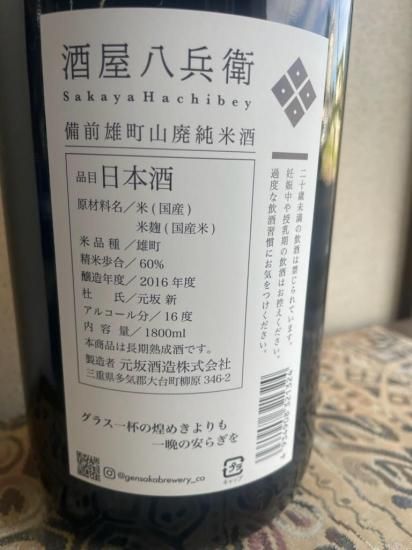 酒屋八兵衛
SakayaHachibey
備前雄町山廃純米酒
品目 日本酒
原材料名／米(国産)
米麹(国産米)
米品種／雄町
精米歩合／60%
醸造年度／2016年度
杜氏／元坂 新
アルコール分／16度
内容量／1800ml
本商品は長期熟成酒です。
製造者 元坂酒造株式会社
三重県多気郡大台町柳原 346-2
二十歳未満の飲酒は禁じられています。
妊娠中や授乳期の飲酒はお控えください。
過度な飲酒習慣にお気をつけください。
グラス一杯の煌めきよりも
一晩の安らぎを
@gensakabrewery_co
4 934908 321324
プラ
キャップ